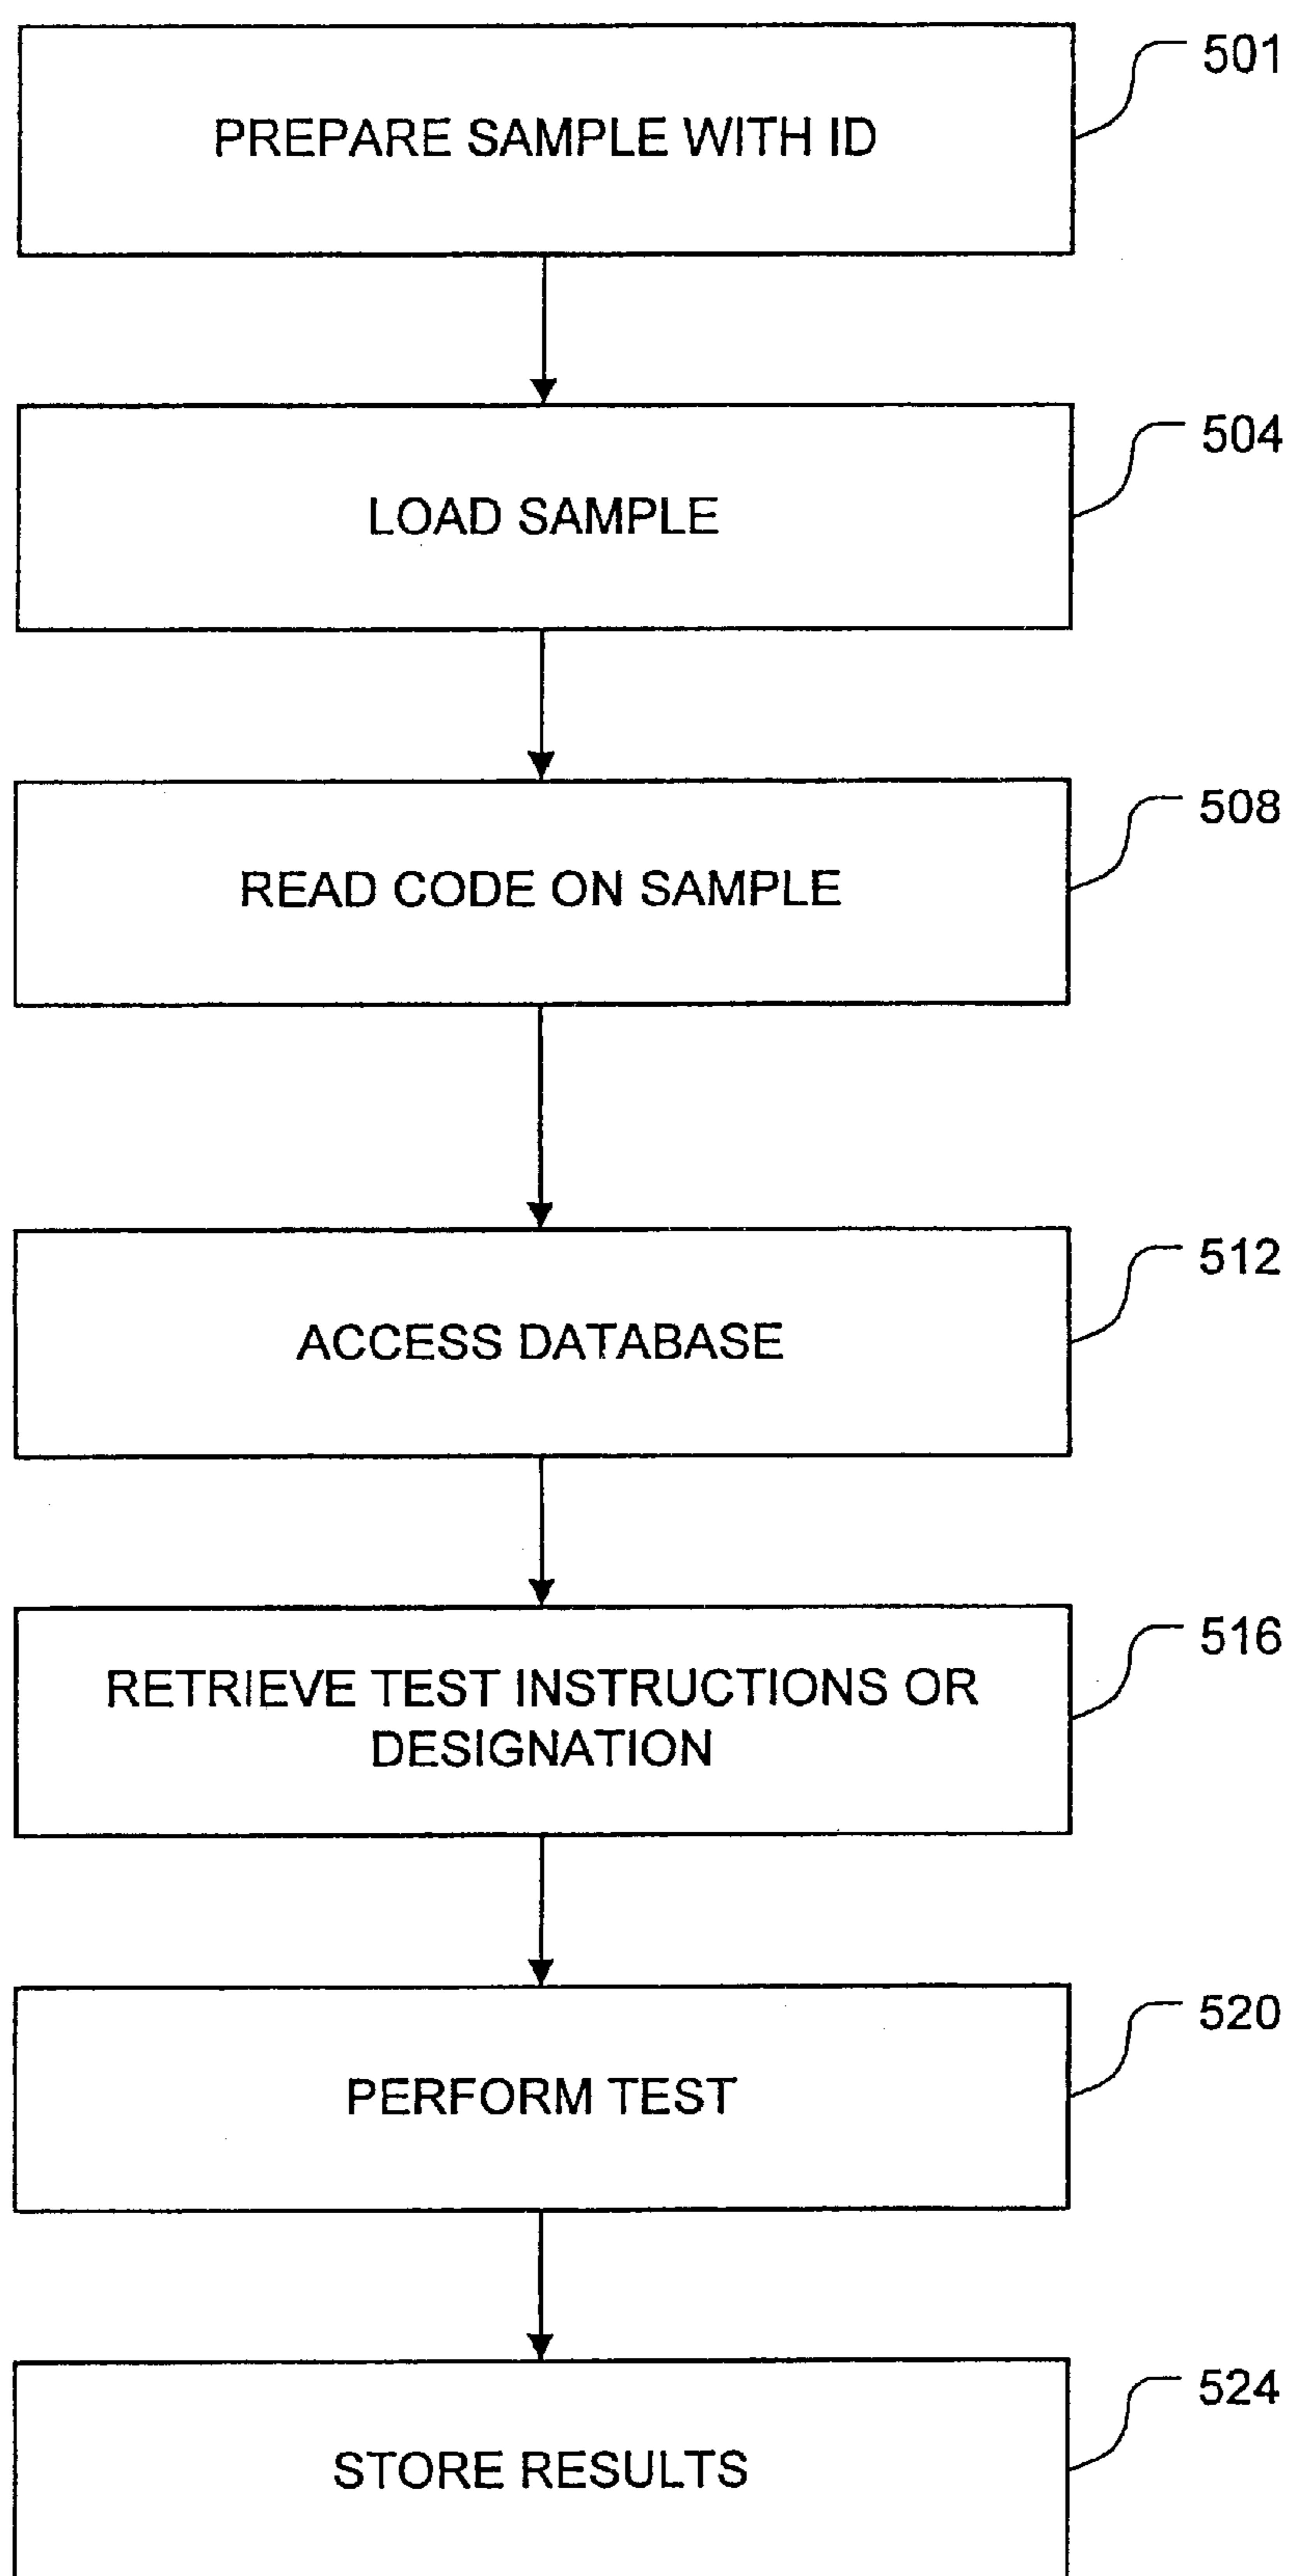 PREPARE SAMPLE WITH ID
501
LOAD SAMPLE
504
READ CODE ON SAMPLE
508
ACCESS DATABASE
512
RETRIEVE TEST INSTRUCTIONS OR
DESIGNATION
516
PERFORM TEST
520
STORE RESULTS
524